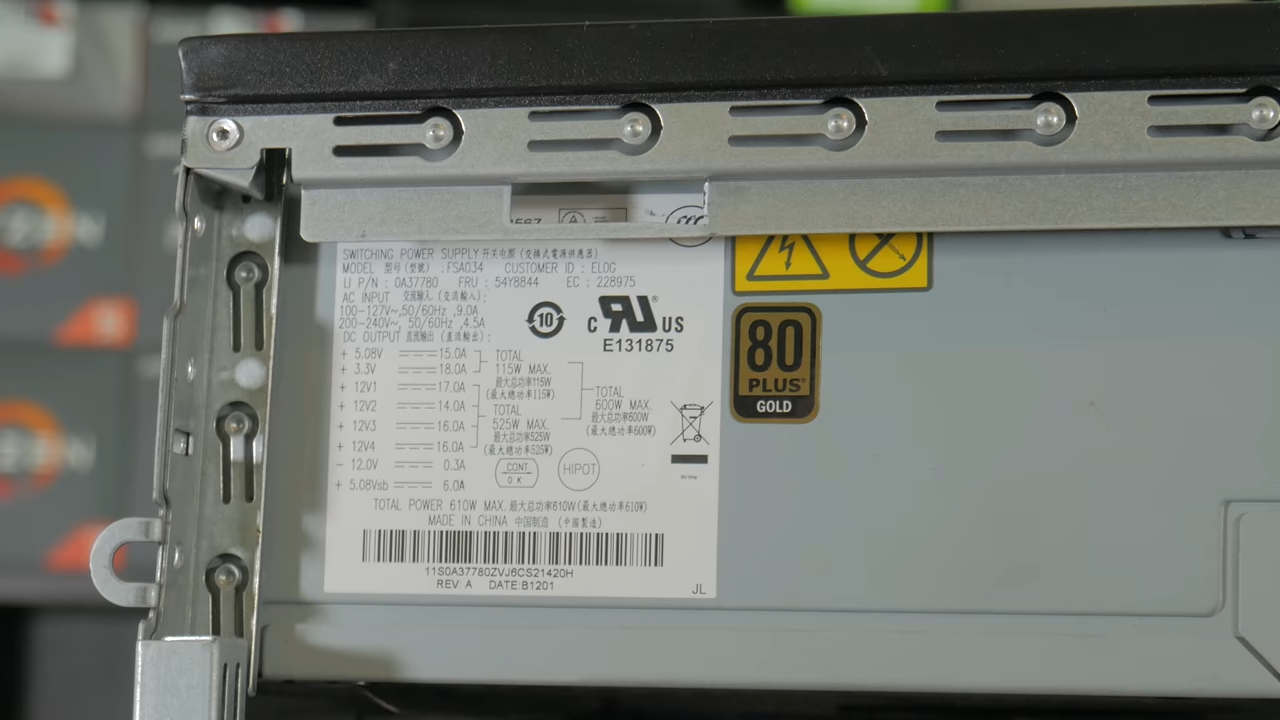 SWITCHING POWER SUPPLY 开关电源 (交換式電源供應器)
MODEL 型号(型號) :FSA034 CUSTOMER ID : ELOG
LI P/N : 0A37780 FRU : 54Y8844 EC : 228975
AC INPUT 交流输入 (交流輸入):
100-127V~,50/60Hz ,9.0A
200-240V~, 50/60Hz ,4.5A
DC OUTPUT 直流输出 (直流輸出):
+ 5.08V 15.0A
+ 3.3V 18.0A
TOTAL
115W MAX.
最大总功率115W
(最大總功率115W)
+ 12V1 17.0A
+ 12V2 14.0A
+ 12V3 16.0A
+ 12V4 16.0A
TOTAL
525W MAX.
最大总功率525W
(最大總功率525W)
TOTAL
600W MAX.
最大总功率600W
(最大總功率600W)
- 12.0V 0.3A
+ 5.08Vsb 6.0A
CONT
OK
HIPOT
TOTAL POWER 610W MAX.最大总功率610W(最大總功率610W)
MADE IN CHINA 中国制造 (中國製造)
11S0A37780ZVJ6CS21420H
REV: A DATE:B1201
JL
10
c RU ® US
E131875
80
PLUS®
GOLD